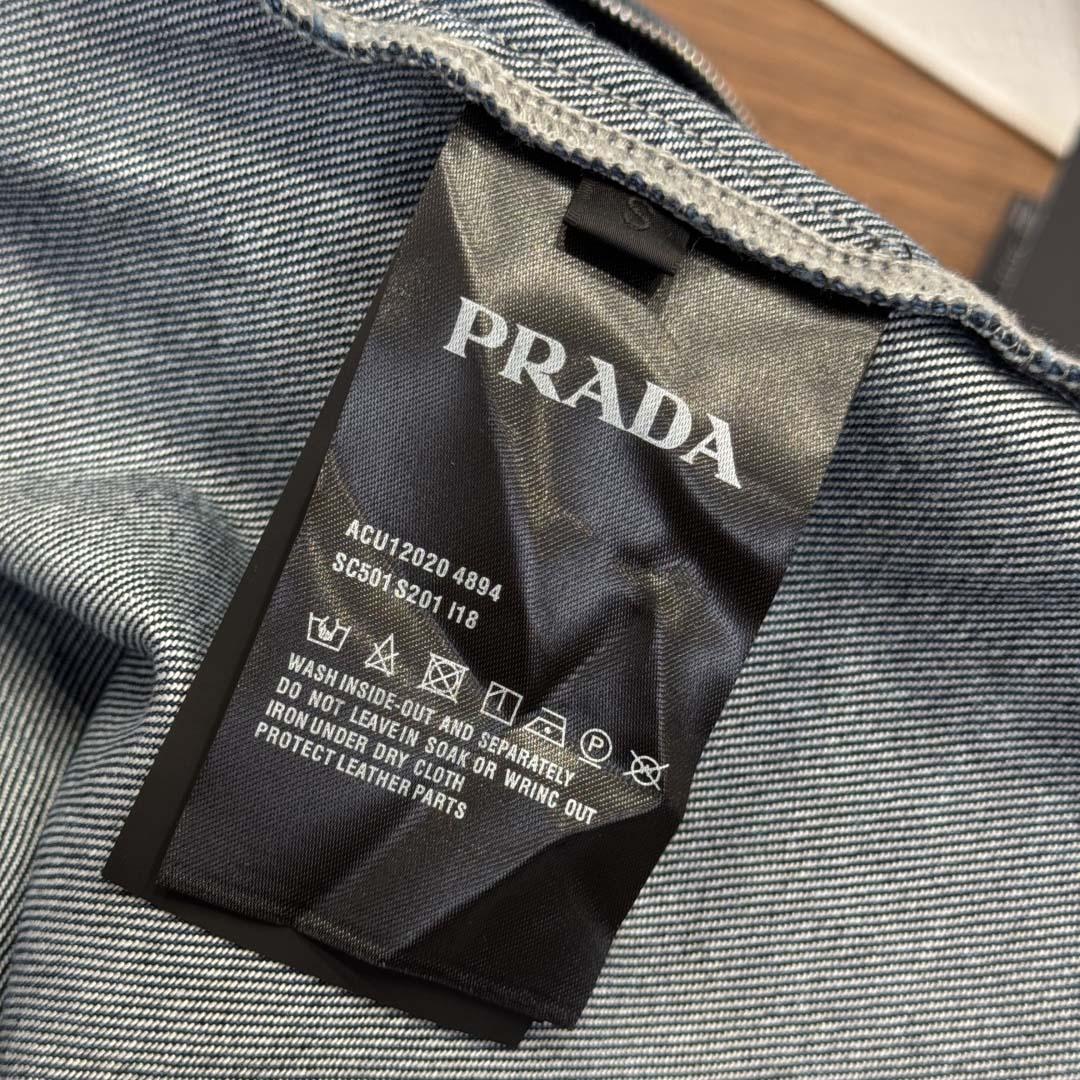 S
PRADA
ACU12020 4894
SC501 S201 I18
P
WASH INSIDE-OUT AND SEPARATELY
DO NOT LEAVE IN SOAK OR WRINC OUT
IRON UNDER DRY CLOTH
PROTECT LEATHER PARTS